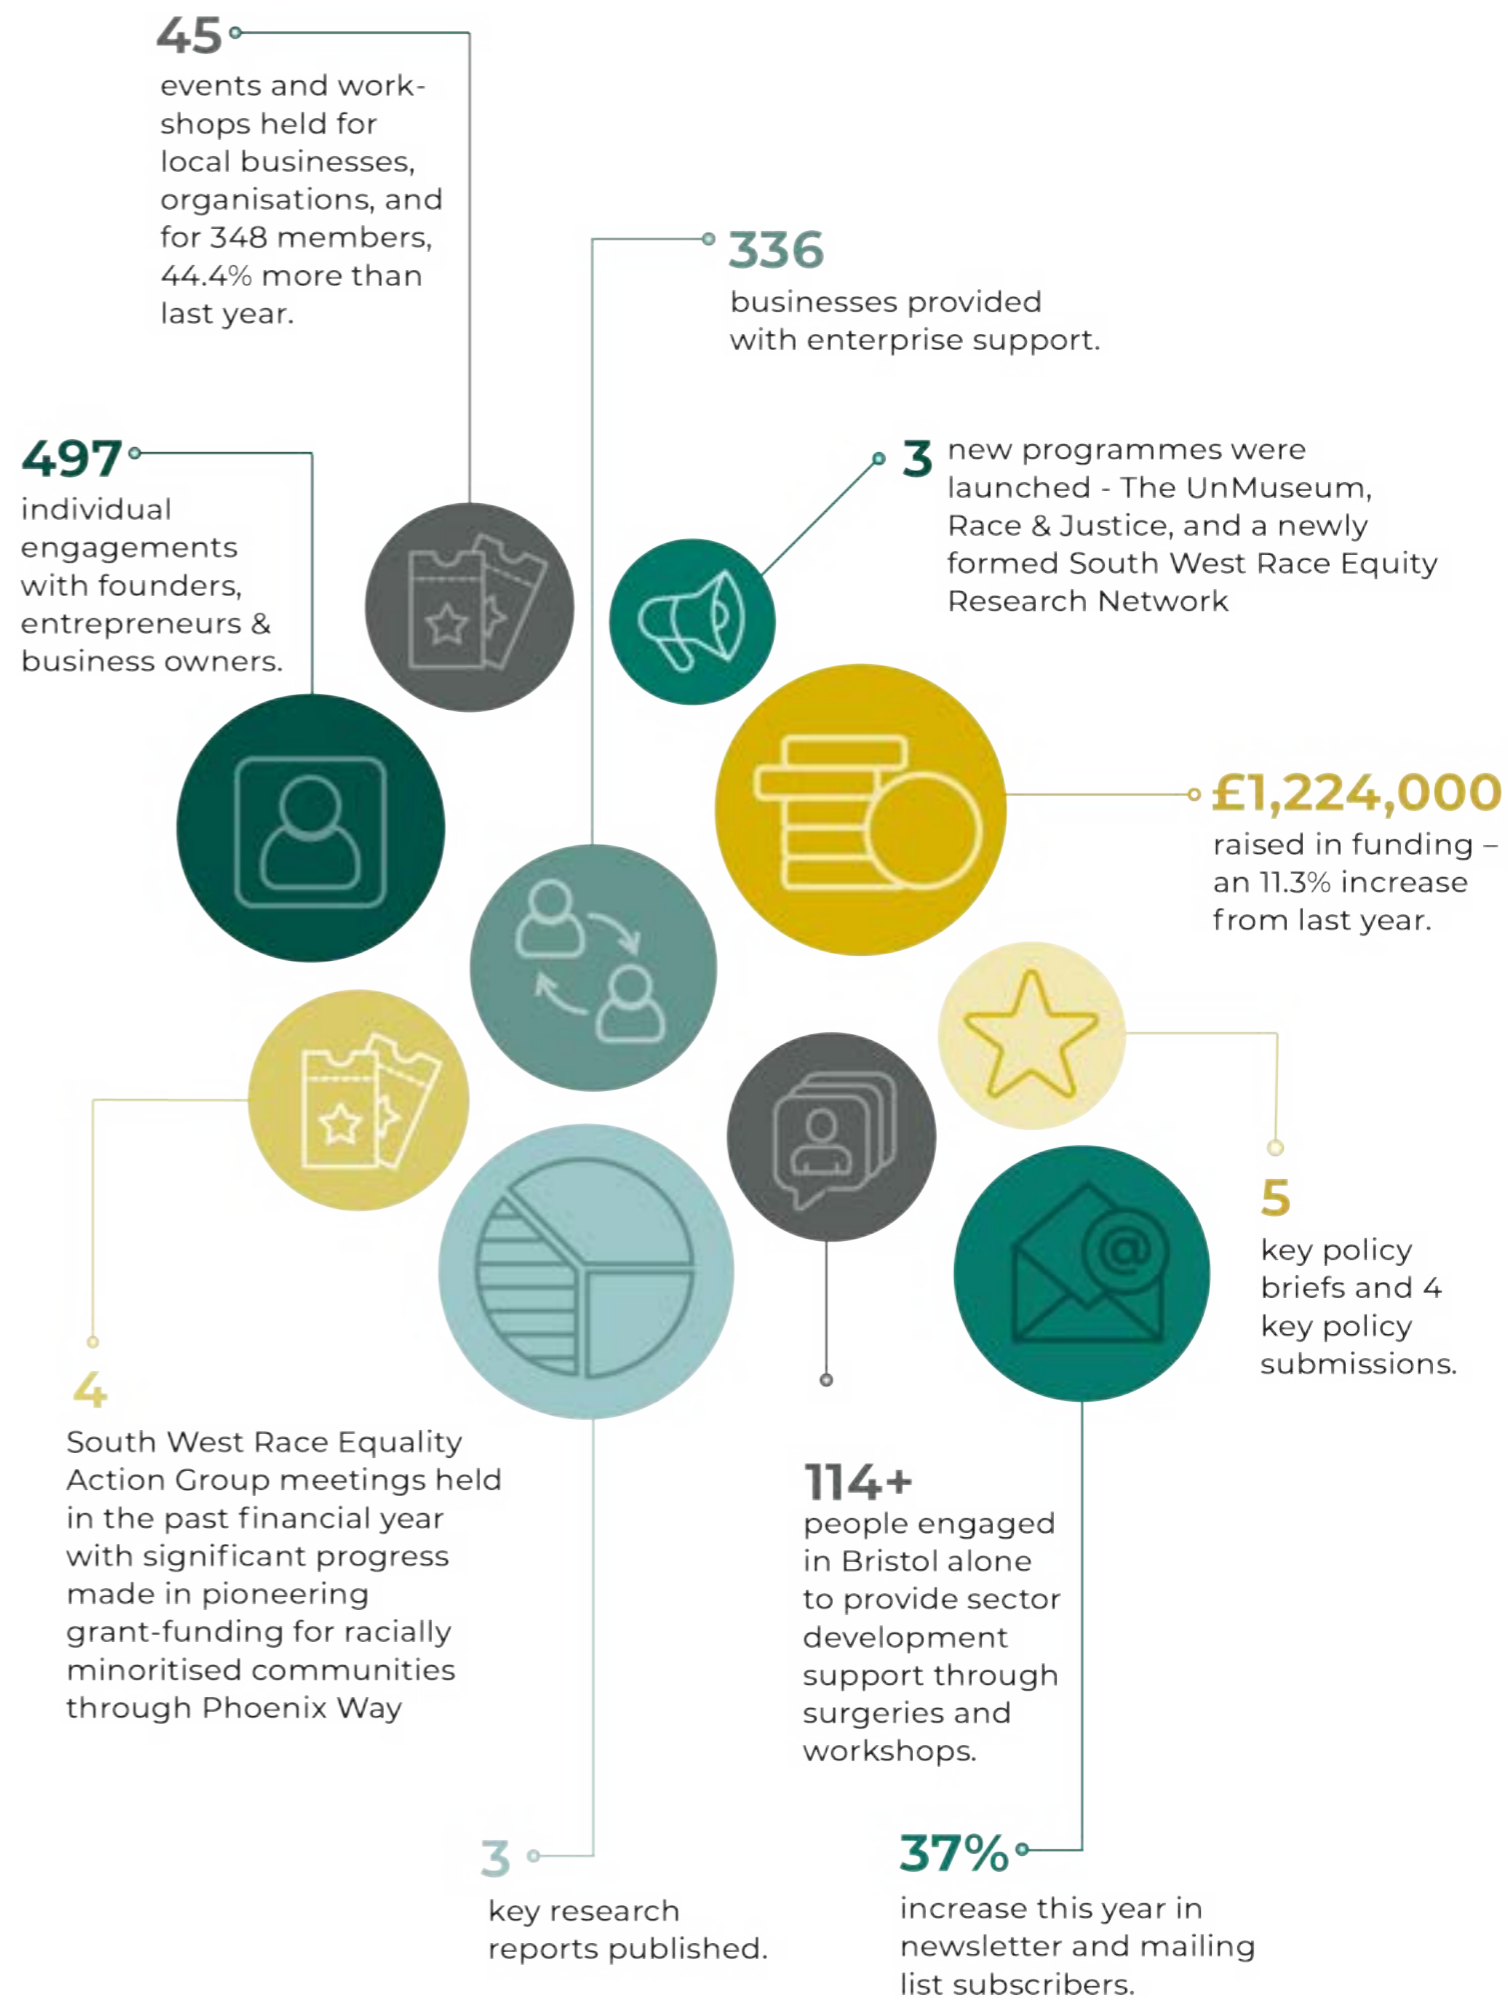 45
events and work-
shops held for
local businesses,
organisations, and
for 348 members,
44.4% more than
last year.
336
businesses provided
with enterprise support.
497
individual
engagements
with founders,
entrepreneurs &
business owners.
3 new programmes were
launched - The UnMuseum,
Race & Justice, and a newly
formed South West Race Equity
Research Network
£1,224,000
raised in funding –
an 11.3% increase
from last year.
@
5
key policy
briefs and 4
key policy
submissions.
4
South West Race Equality
Action Group meetings held
in the past financial year
with significant progress
made in pioneering
grant-funding for racially
minoritised communities
through Phoenix Way
114+
people engaged
in Bristol alone
to provide sector
development
support through
surgeries and
workshops.
3
key research
reports published.
37%
increase this year in
newsletter and mailing
list subscribers.